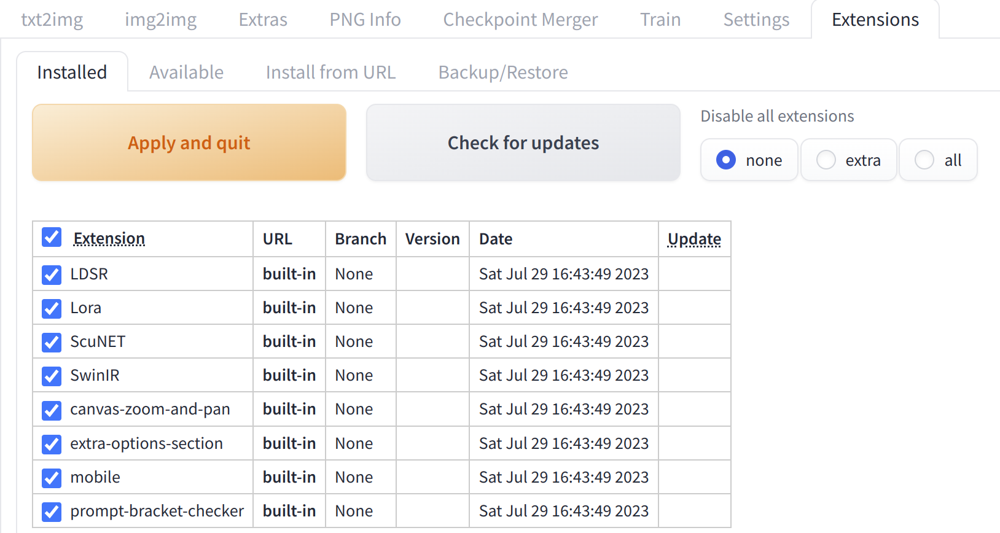 txt2img img2img Extras PNG Info Checkpoint Merger Train Settings Extensions
Installed Available Install from URL Backup/Restore
Apply and quit Check for updates Disable all extensions
none extra all
Extension URL Branch Version Date Update
LDSR built-in None Sat Jul 29 16:43:49 2023
Lora built-in None Sat Jul 29 16:43:49 2023
ScuNET built-in None Sat Jul 29 16:43:49 2023
SwinIR built-in None Sat Jul 29 16:43:49 2023
canvas-zoom-and-pan built-in None Sat Jul 29 16:43:49 2023
extra-options-section built-in None Sat Jul 29 16:43:49 2023
mobile built-in None Sat Jul 29 16:43:49 2023
prompt-bracket-checker built-in None Sat Jul 29 16:43:49 2023